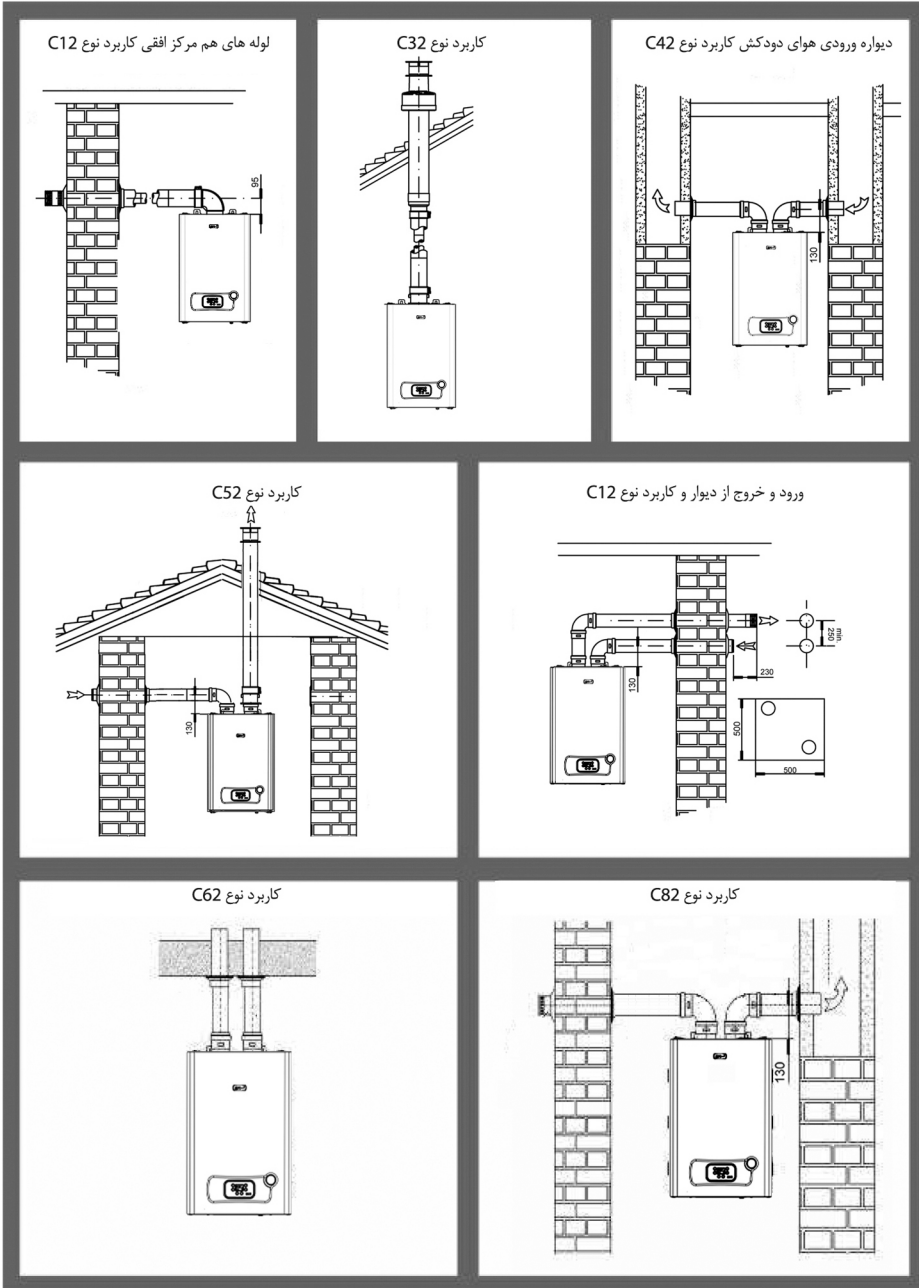 دیواره ورودی هوای دودکش کاربرد نوع C42
130
کاربرد نوع C32
لوله های هم مرکز افقی کاربرد نوع C12
95
ورود و خروج از دیوار و کاربرد نوع C12
min. 250
130
230
500
500
کاربرد نوع C52
130
کاربرد نوع C82
130
کاربرد نوع C62